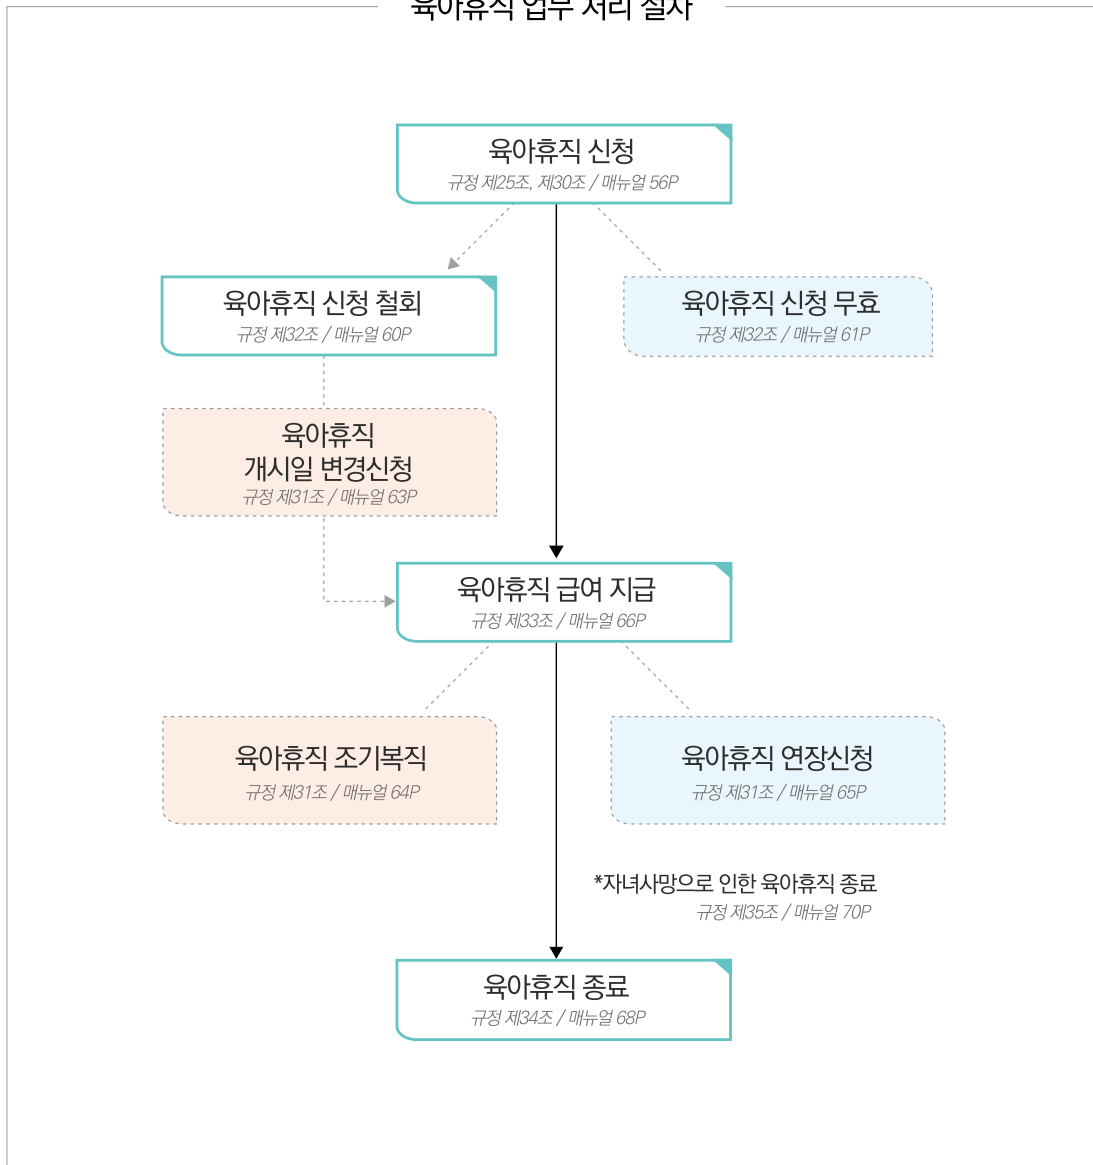 육아휴직 업무 처리 절차
육아휴직 신청
규정 제25조, 제30조 / 매뉴얼 56P
육아휴직 신청 철회
규정 제32조 / 매뉴얼 60P
육아휴직 신청 무효
규정 제32조 / 매뉴얼 61P
육아휴직
개시일 변경신청
규정 제31조 / 매뉴얼 63P
육아휴직 급여 지급
규정 제33조 / 매뉴얼 66P
육아휴직 조기복직
규정 제31조 / 매뉴얼 64P
육아휴직 연장신청
규정 제31조 / 매뉴얼 65P
*자녀사망으로 인한 육아휴직 종료
규정 제35조 / 매뉴얼 70P
육아휴직 종료
규정 제34조 / 매뉴얼 68P